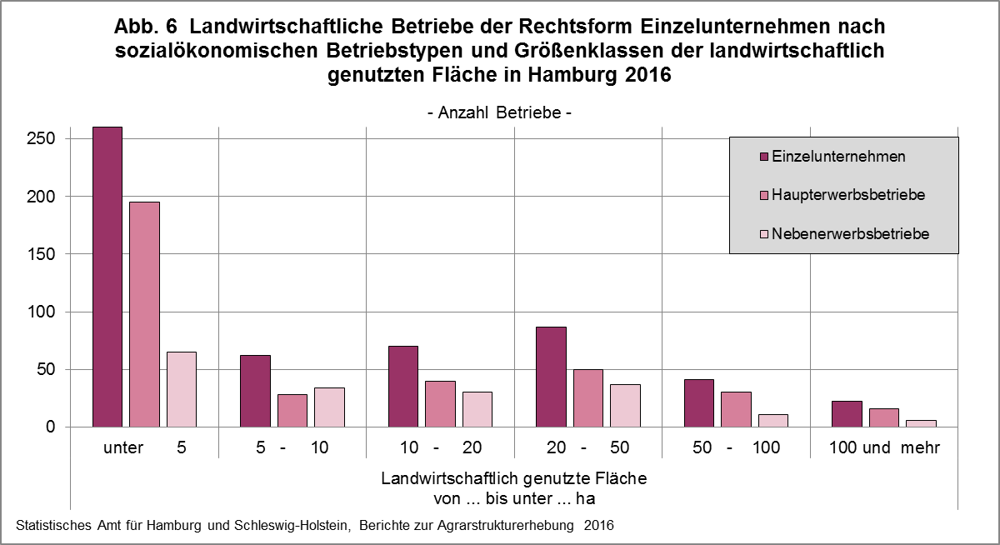 Abb. 6 Landwirtschaftliche Betriebe der Rechtsform Einzelunternehmen nach
sozialökonomischen Betriebstypen und Größenklassen der landwirtschaftlich
genutzten Fläche in Hamburg 2016
- Anzahl Betriebe -
250
200
150
100
50
0
Einzelunternehmen
Haupterwerbsbetriebe
Nebenerwerbsbetriebe
unter 5 5 - 10 10 - 20 20 - 50 50 - 100 100 und mehr
Landwirtschaftlich genutzte Fläche
von ... bis unter ... ha
Statistisches Amt für Hamburg und Schleswig-Holstein, Berichte zur Agrarstrukturerhebung 2016